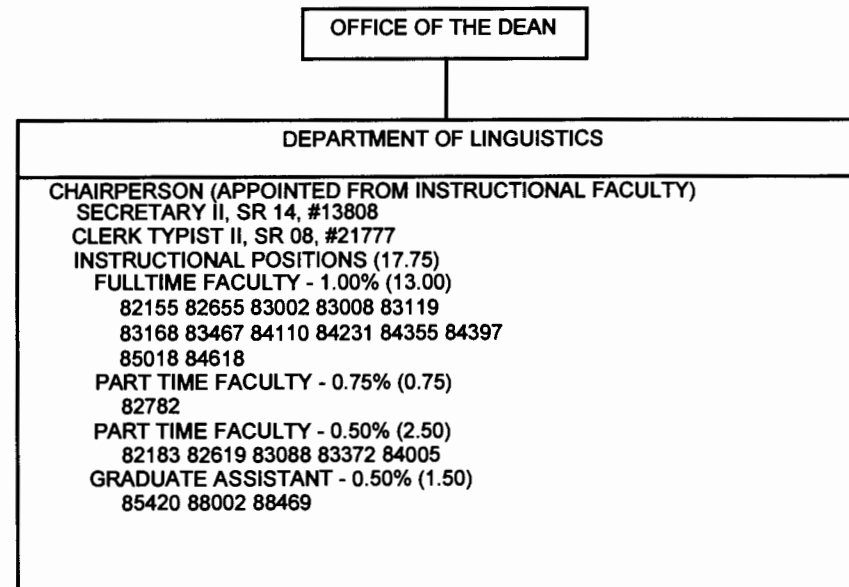 OFFICE OF THE DEAN
DEPARTMENT OF LINGUISTICS
CHAIRPERSON (APPOINTED FROM INSTRUCTIONAL FACULTY)
SECRETARY II, SR 14, #13808
CLERK TYPIST II, SR 08, #21777
INSTRUCTIONAL POSITIONS (17.75)
FULLTIME FACULTY - 1.00% (13.00)
82155 82655 83002 83008 83119
83168 83467 84110 84231 84355 84397
85018 84618
PART TIME FACULTY - 0.75% (0.75)
82782
PART TIME FACULTY - 0.50% (2.50)
82183 82619 83088 83372 84005
GRADUATE ASSISTANT - 0.50% (1.50)
85420 88002 88469